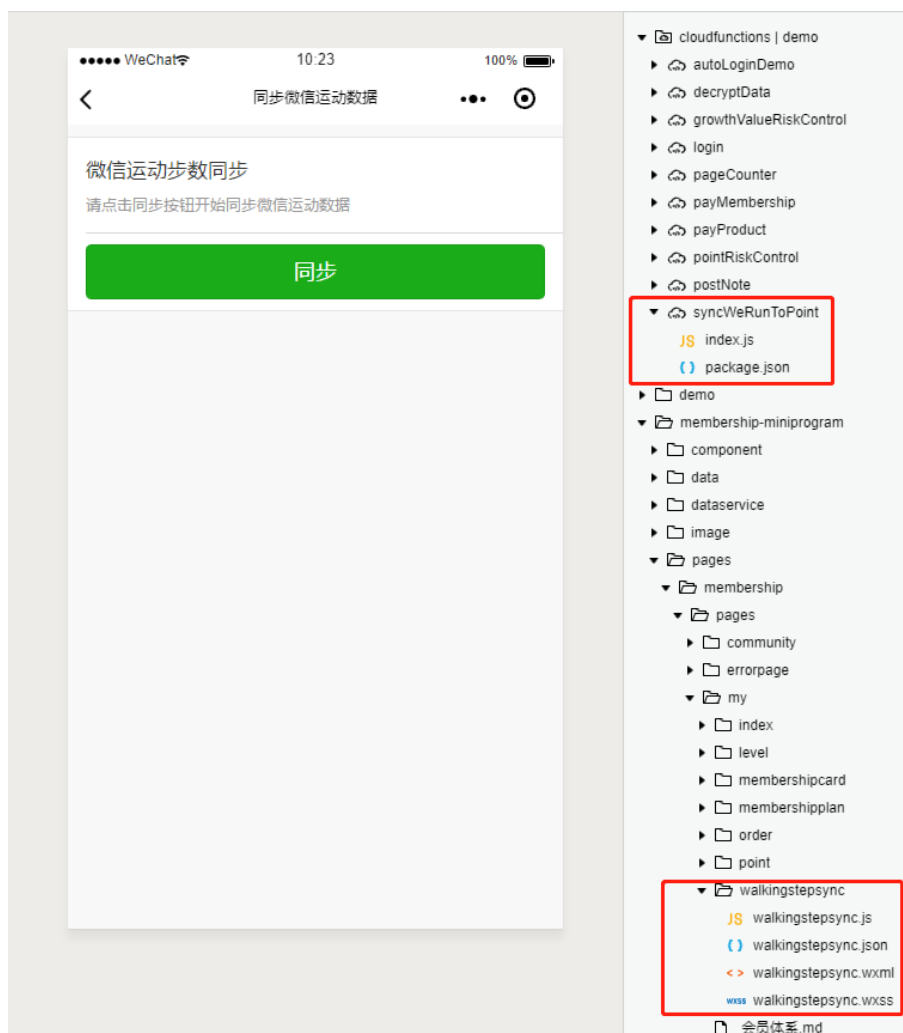 WeChat
10:23
100%
同步微信运动数据
微信运动步数同步
请点击同步按钮开始同步微信运动数据
同步
cloudfunctions | demo
autoLoginDemo
decryptData
growthValueRiskControl
login
pageCounter
payMembership
payProduct
pointRiskControl
postNote
syncWeRunToPoint
JS index.js
{ } package.json
demo
membership-miniprogram
component
data
dataservice
image
pages
membership
pages
community
errorpage
my
index
level
membershipcard
membershipplan
order
point
walkingstepsync
JS walkingstepsync.js
{ } walkingstepsync.json
< > walkingstepsync.wxml
wxss walkingstepsync.wxss
会员体系.md